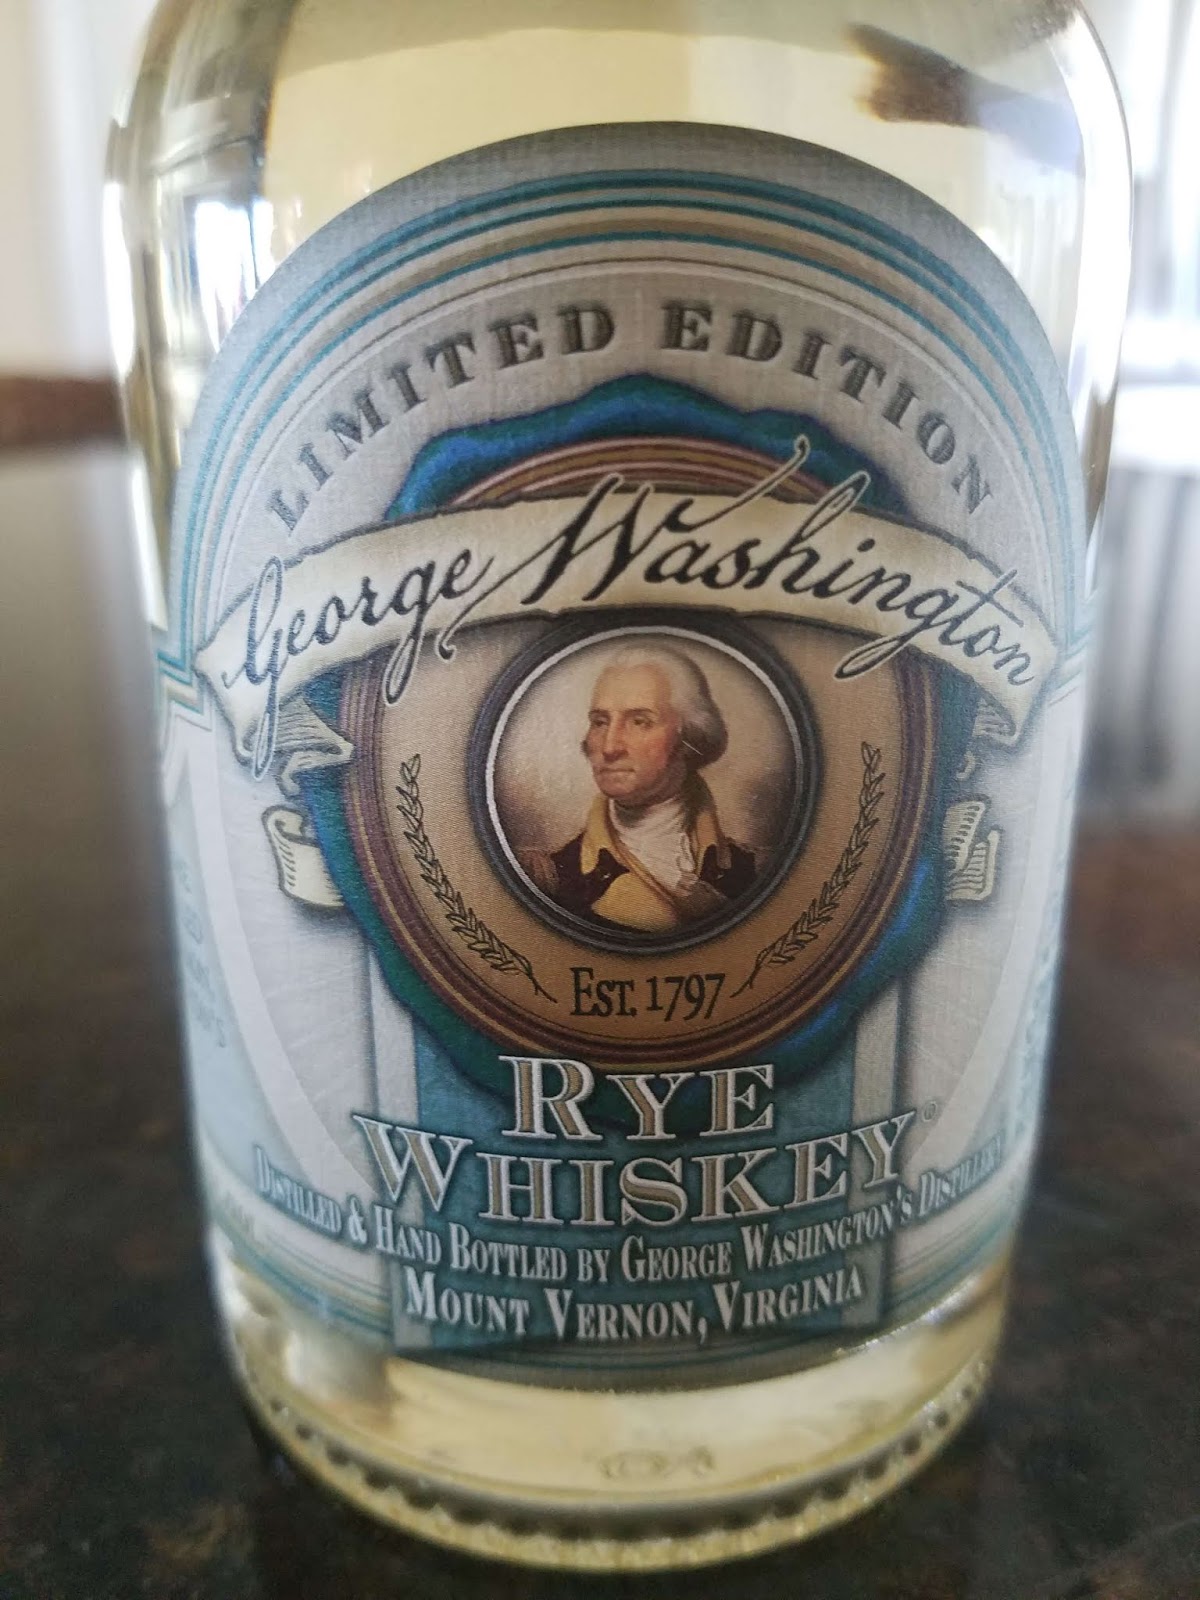 LIMITED EDITION
George Washington
EST. 1797
RYE
WHISKEY®
DISTILLED & HAND BOTTLED BY GEORGE WASHINGTON'S DISTILLERY
MOUNT VERNON, VIRGINIA